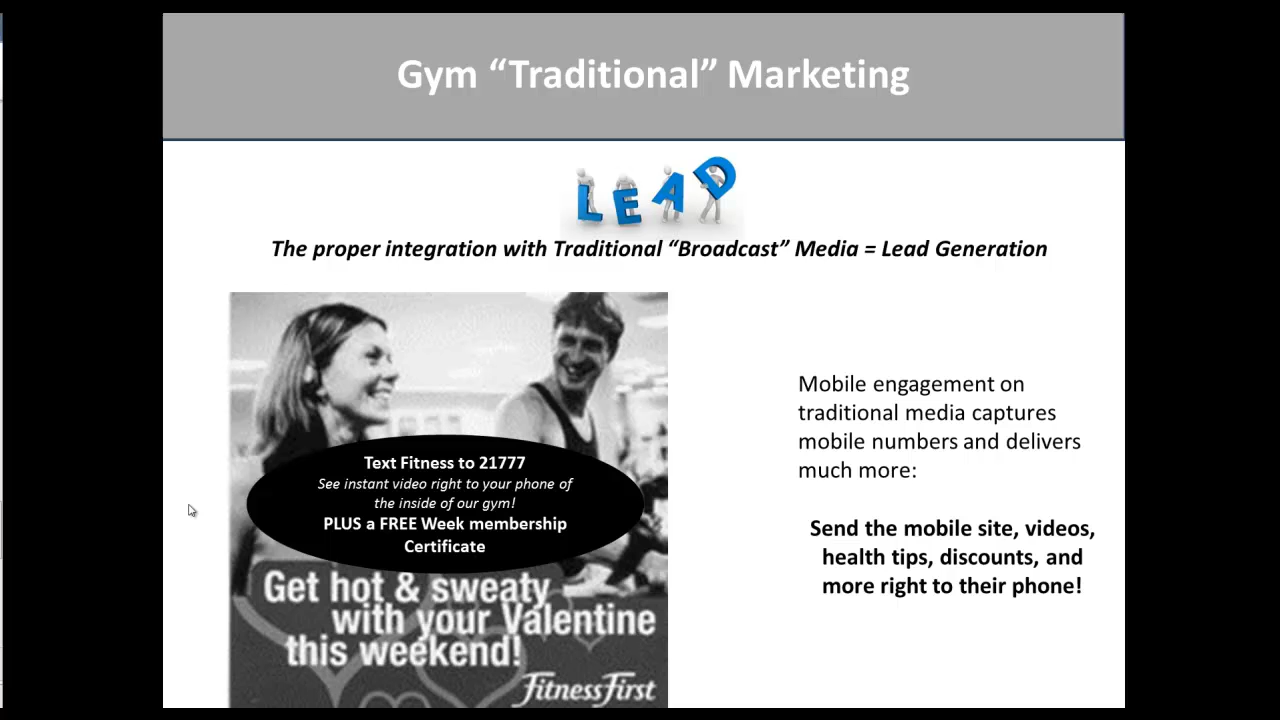 Gym “Traditional” Marketing
LEAD
The proper integration with Traditional “Broadcast” Media = Lead Generation
Text Fitness to 21777
See instant video right to your phone of
the inside of our gym!
PLUS a FREE Week membership
Certificate
Get hot & sweaty
with your Valentine
this weekend!
FitnessFirst
Mobile engagement on
traditional media captures
mobile numbers and delivers
much more:
Send the mobile site, videos,
health tips, discounts, and
more right to their phone!